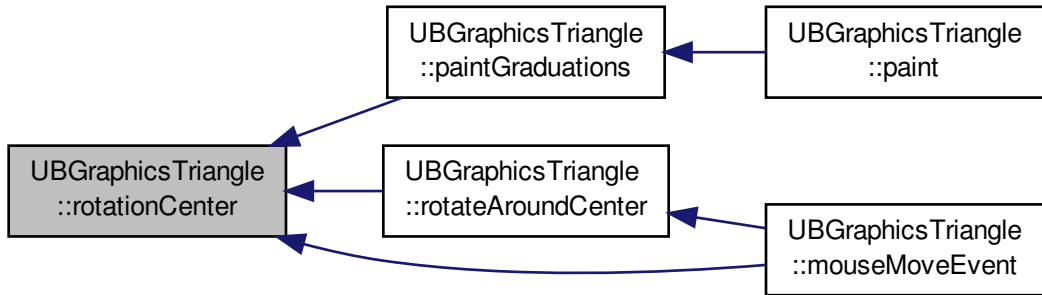 UBGraphicsTriangle
::paintGraduations
UBGraphicsTriangle
::paint
UBGraphicsTriangle
::rotationCenter
UBGraphicsTriangle
::rotateAroundCenter
UBGraphicsTriangle
::mouseMoveEvent